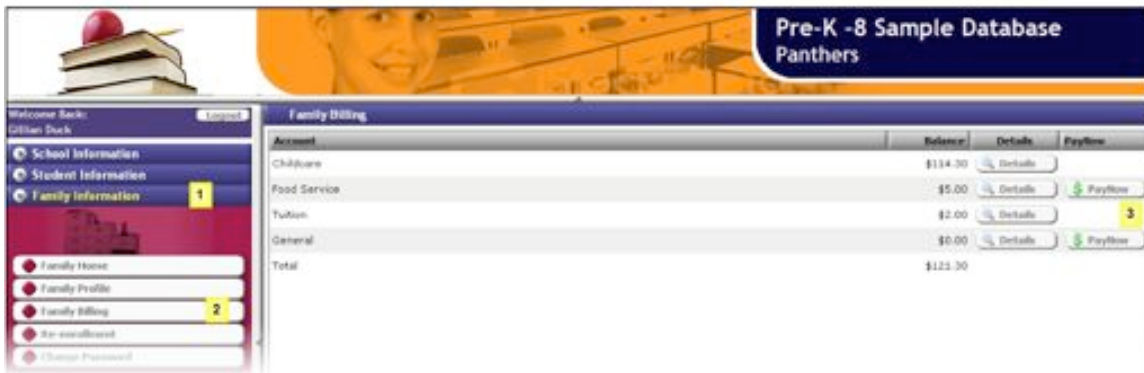 Pre-K -8 Sample Database
Panthers
Welcome Back: Logout
Gillian Duck
School Information
Student Information
Family Information 1
Family Home
Family Profile
Family Billing 2
Re-enrollment
Change Password
Family Billing
Account Balance Details PayNow
Childcare $114.30 Details
Food Service $5.00 Details $ PayNow
Tuition $2.00 Details 3
General $0.00 Details $ PayNow
Total $121.30